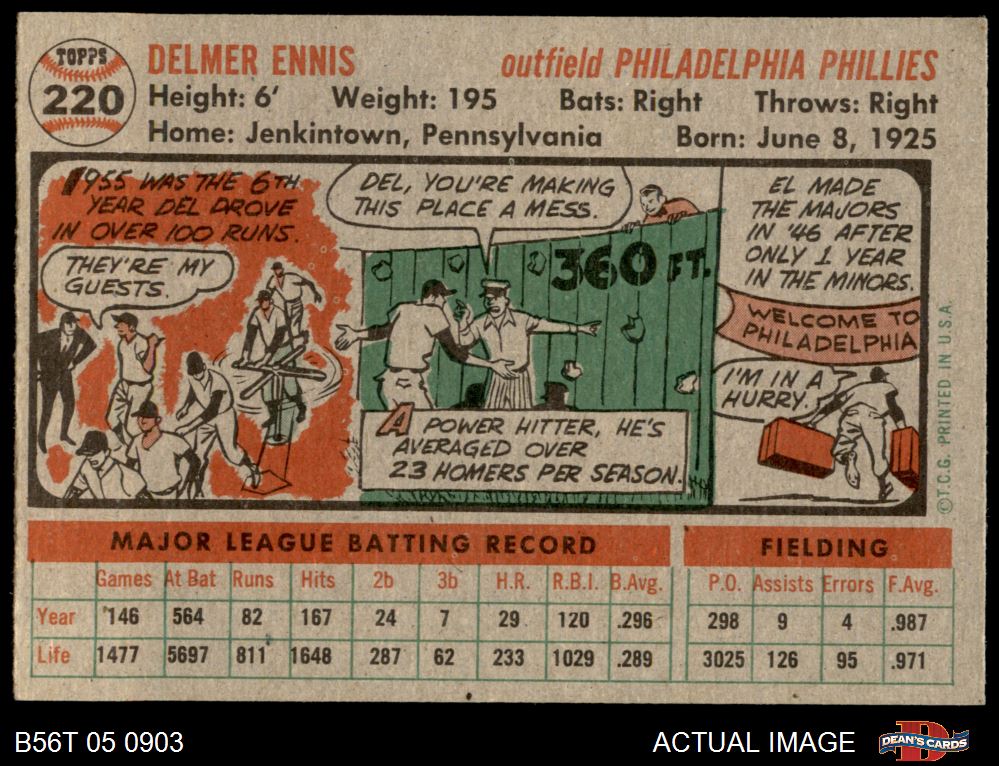 TOPPS
220
DELMER ENNIS outfield PHILADELPHIA PHILLIES
Height: 6' Weight: 195 Bats: Right Throws: Right
Home: Jenkintown, Pennsylvania Born: June 8, 1925
1955 WAS THE 6TH
YEAR DEL DROVE
IN OVER 100 RUNS.
THEY'RE MY
GUESTS.
DEL, YOU'RE MAKING
THIS PLACE A MESS.
360 FT.
A POWER HITTER, HE'S
AVERAGED OVER
23 HOMERS PER SEASON.
EL MADE
THE MAJORS
IN '46 AFTER
ONLY 1 YEAR
IN THE MINORS.
WELCOME TO
PHILADELPHIA
I'M IN A
HURRY.
©T.C.G. PRINTED IN U.S.A.
MAJOR LEAGUE BATTING RECORD FIELDING
Games At Bat Runs Hits 2b 3b H.R. R.B.I. B.Avg. P.O. Assists Errors F.Avg.
Year 146 564 82 167 24 7 29 120 .296 298 9 4 .987
Life 1477 5697 811 1648 287 62 233 1029 .289 3025 126 95 .971
B56T 05 0903 ACTUAL IMAGE D DEAN'S CARDS